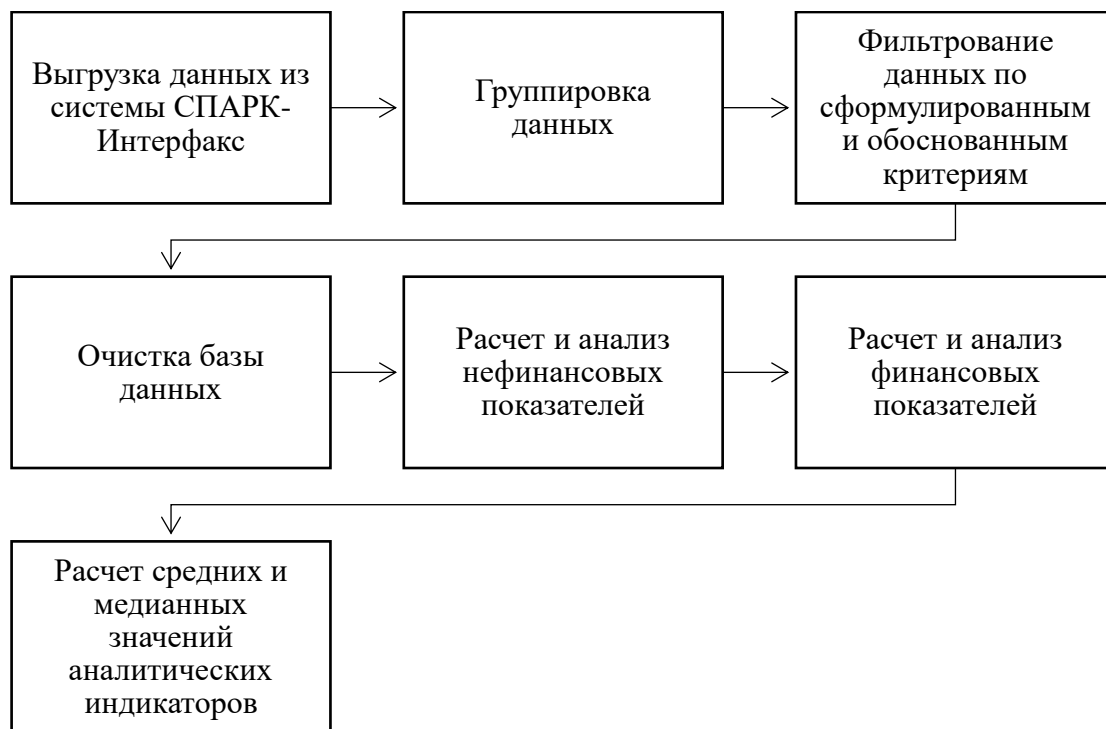 Выгрузка данных из
системы СПАРК-
Интерфакс
Группировка
данных
Фильтрование
данных по
сформулированным
и обоснованным
критериям
Очистка базы
данных
Расчет и анализ
нефинансовых
показателей
Расчет и анализ
финансовых
показателей
Расчет средних и
медианных
значений
аналитических
индикаторов